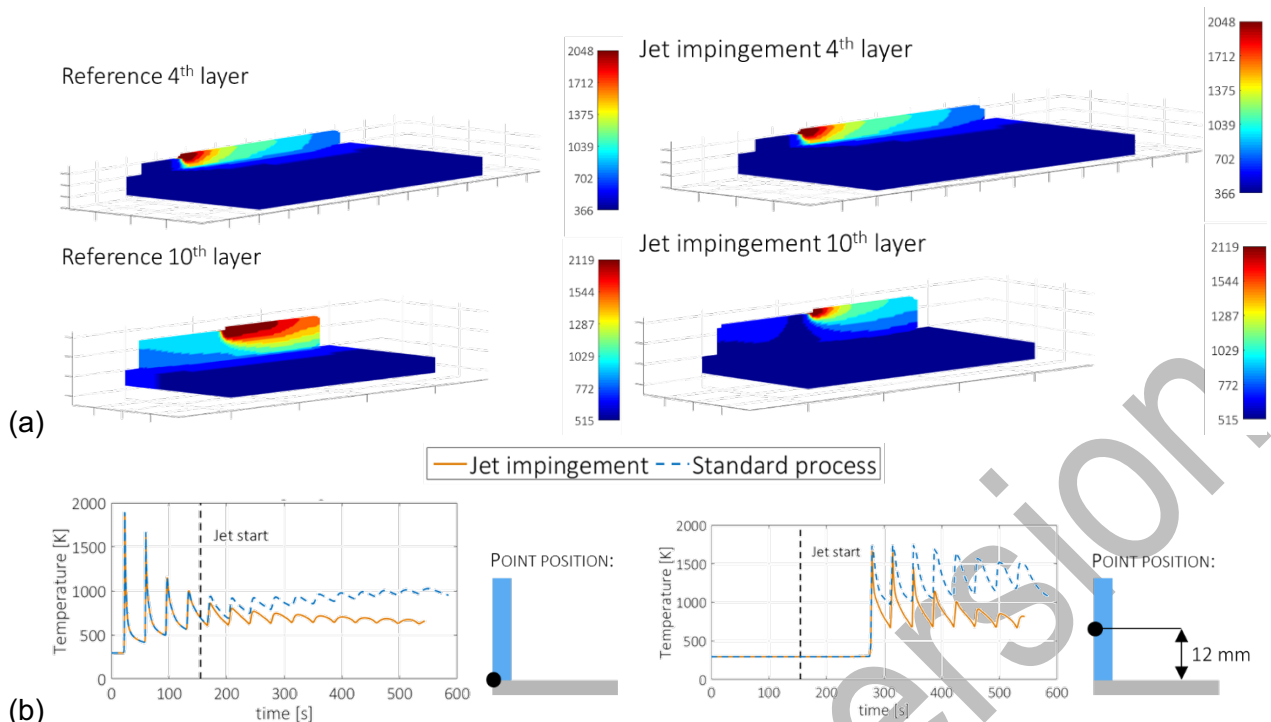 Reference 4th layer
2048
1712
1375
1039
702
366
Jet impingement 4th layer
2048
1712
1375
1039
702
366
Reference 10th layer
2119
1544
1287
1029
772
515
Jet impingement 10th layer
2119
1544
1287
1029
772
515
(a)
Jet impingement Standard process
Temperature [K]
2000
1500
1000
500
0
Jet start
0 100 200 300 400 500 600
time [s]
POINT POSITION:
Temperature [K]
2000
1500
1000
500
0
Jet start
0 100 200 300 400 500 600
time [s]
POINT POSITION:
12 mm
(b)
ersion